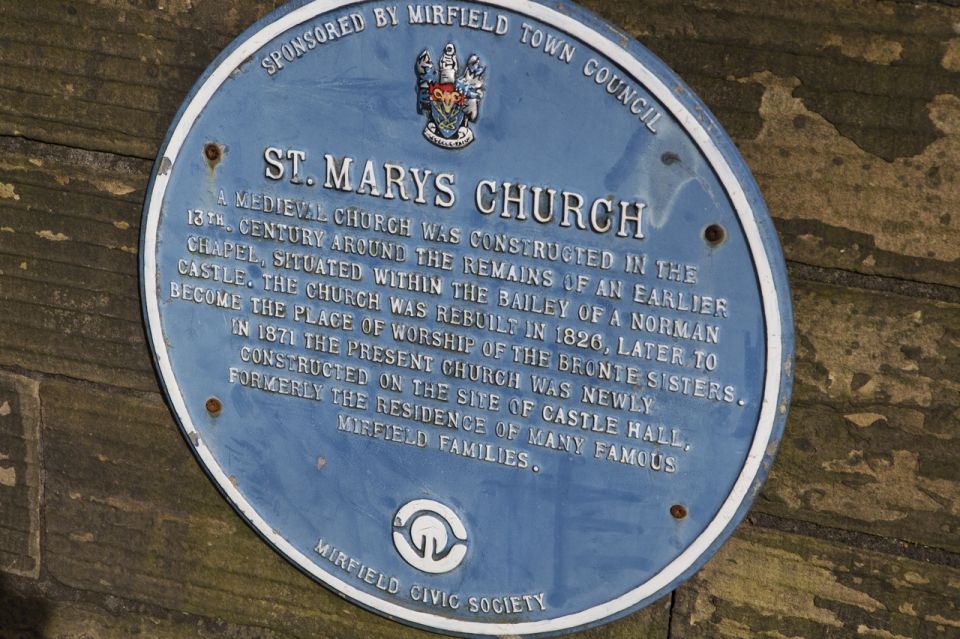 SPONSORED BY MIRFIELD TOWN COUNCIL
ST. MARYS CHURCH
A MEDIEVAL CHURCH WAS CONSTRUCTED IN THE
13TH. CENTURY AROUND THE REMAINS OF AN EARLIER
CHAPEL, SITUATED WITHIN THE BAILEY OF A NORMAN
CASTLE. THE CHURCH WAS REBUILT IN 1826, LATER TO
BECOME THE PLACE OF WORSHIP OF THE BRONTE SISTERS.
IN 1871 THE PRESENT CHURCH WAS NEWLY
CONSTRUCTED ON THE SITE OF CASTLE HALL,
FORMERLY THE RESIDENCE OF MANY FAMOUS
MIRFIELD FAMILIES.
MIRFIELD CIVIC SOCIETY